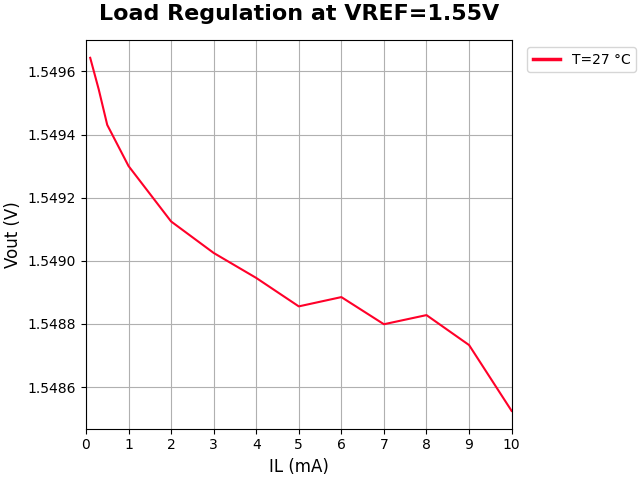 Load Regulation at VREF=1.55V
T=27 °C
1.5496
1.5494
1.5492
1.5490
1.5488
1.5486
Vout (V)
0 1 2 3 4 5 6 7 8 9 10
IL (mA)